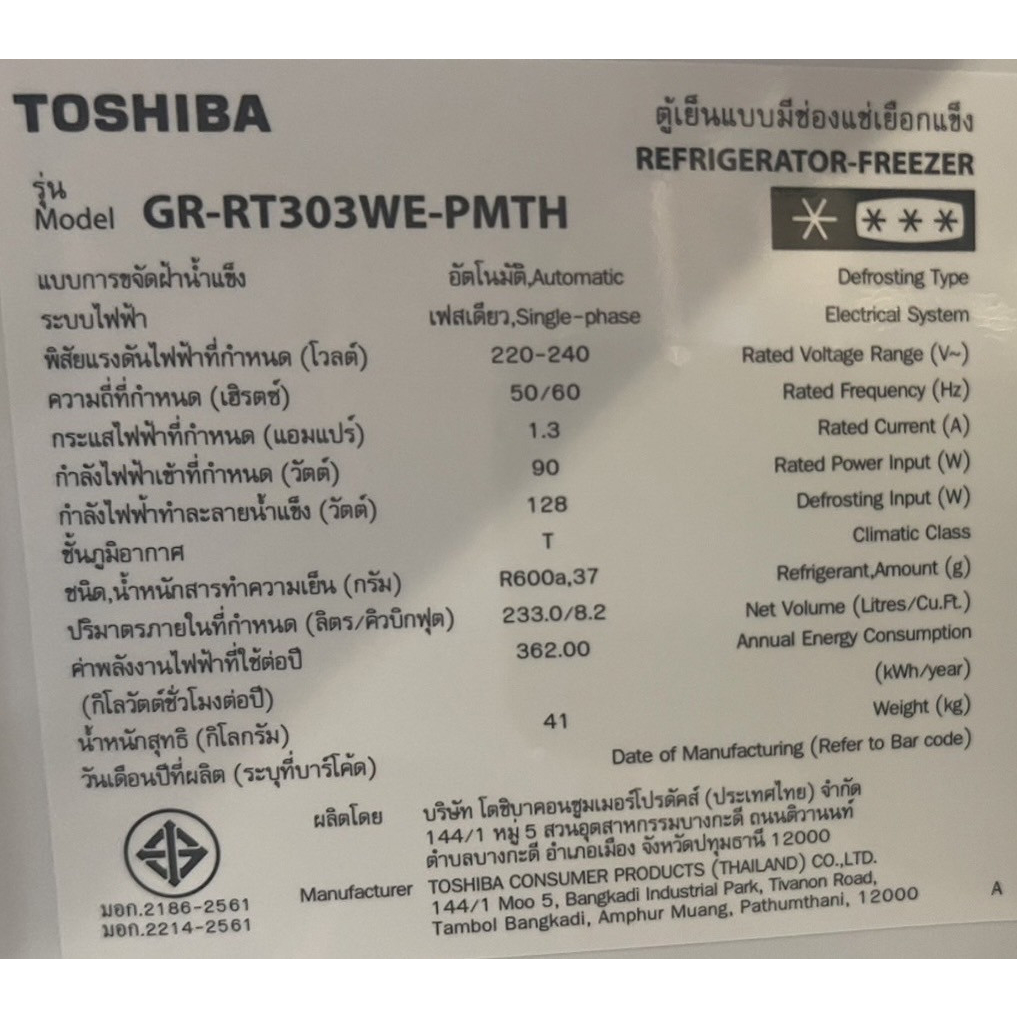 TOSHIBA
ตู้เย็นแบบมีช่องแช่เยือกแข็ง
REFRIGERATOR-FREEZER
รุ่น
Model GR-RT303WE-PMTH
แบบการขจัดฝ้าน้ำแข็ง อัตโนมัติ,Automatic Defrosting Type
ระบบไฟฟ้า เฟสเดียว,Single-phase Electrical System
พิสัยแรงดันไฟฟ้าที่กำหนด (โวลต์) 220-240 Rated Voltage Range (V~)
ความถี่ที่กำหนด (เฮิรตซ์) 50/60 Rated Frequency (Hz)
กระแสไฟฟ้าที่กำหนด (แอมแปร์) 1.3 Rated Current (A)
กำลังไฟฟ้าเข้าที่กำหนด (วัตต์) 90 Rated Power Input (W)
กำลังไฟฟ้าทำละลายน้ำแข็ง (วัตต์) 128 Defrosting Input (W)
ชั้นภูมิอากาศ T Climatic Class
ชนิด,น้ำหนักสารทำความเย็น (กรัม) R600a,37 Refrigerant,Amount (g)
ปริมาตรภายในที่กำหนด (ลิตร/คิวบิกฟุต) 233.0/8.2 Net Volume (Litres/Cu.Ft.)
ค่าพลังงานไฟฟ้าที่ใช้ต่อปี 362.00 Annual Energy Consumption
(กิโลวัตต์ชั่วโมงต่อปี) (kWh/year)
น้ำหนักสุทธิ (กิโลกรัม) 41 Weight (kg)
วันเดือนปีที่ผลิต (ระบุที่บาร์โค้ด) Date of Manufacturing (Refer to Bar code)
ผลิตโดย บริษัท โตชิบาคอนซูมเมอร์โปรดัคส์ (ประเทศไทย) จำกัด
144/1 หมู่ 5 สวนอุตสาหกรรมบางกะดี ถนนติวานนท์
ตำบลบางกะดี อำเภอเมือง จังหวัดปทุมธานี 12000
Manufacturer TOSHIBA CONSUMER PRODUCTS (THAILAND) CO.,LTD.
144/1 Moo 5, Bangkadi Industrial Park, Tivanon Road,
Tambol Bangkadi, Amphur Muang, Pathumthani, 12000
A
มอก.2186-2561
มอก.2214-2561